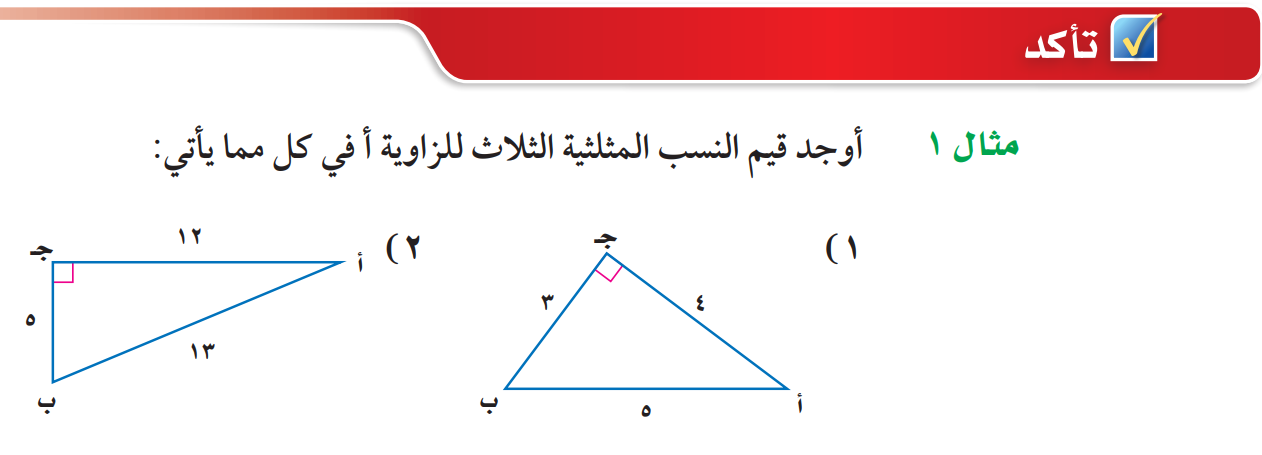 تأكد
مثال ١ أوجد قيم النسب المثلثية الثلاث للزاوية أ في كل مما يأتي:
١)
جـ
٣
٤
ب
أ
٥
٢)
١٢
جـ
أ
٥
١٣
ب